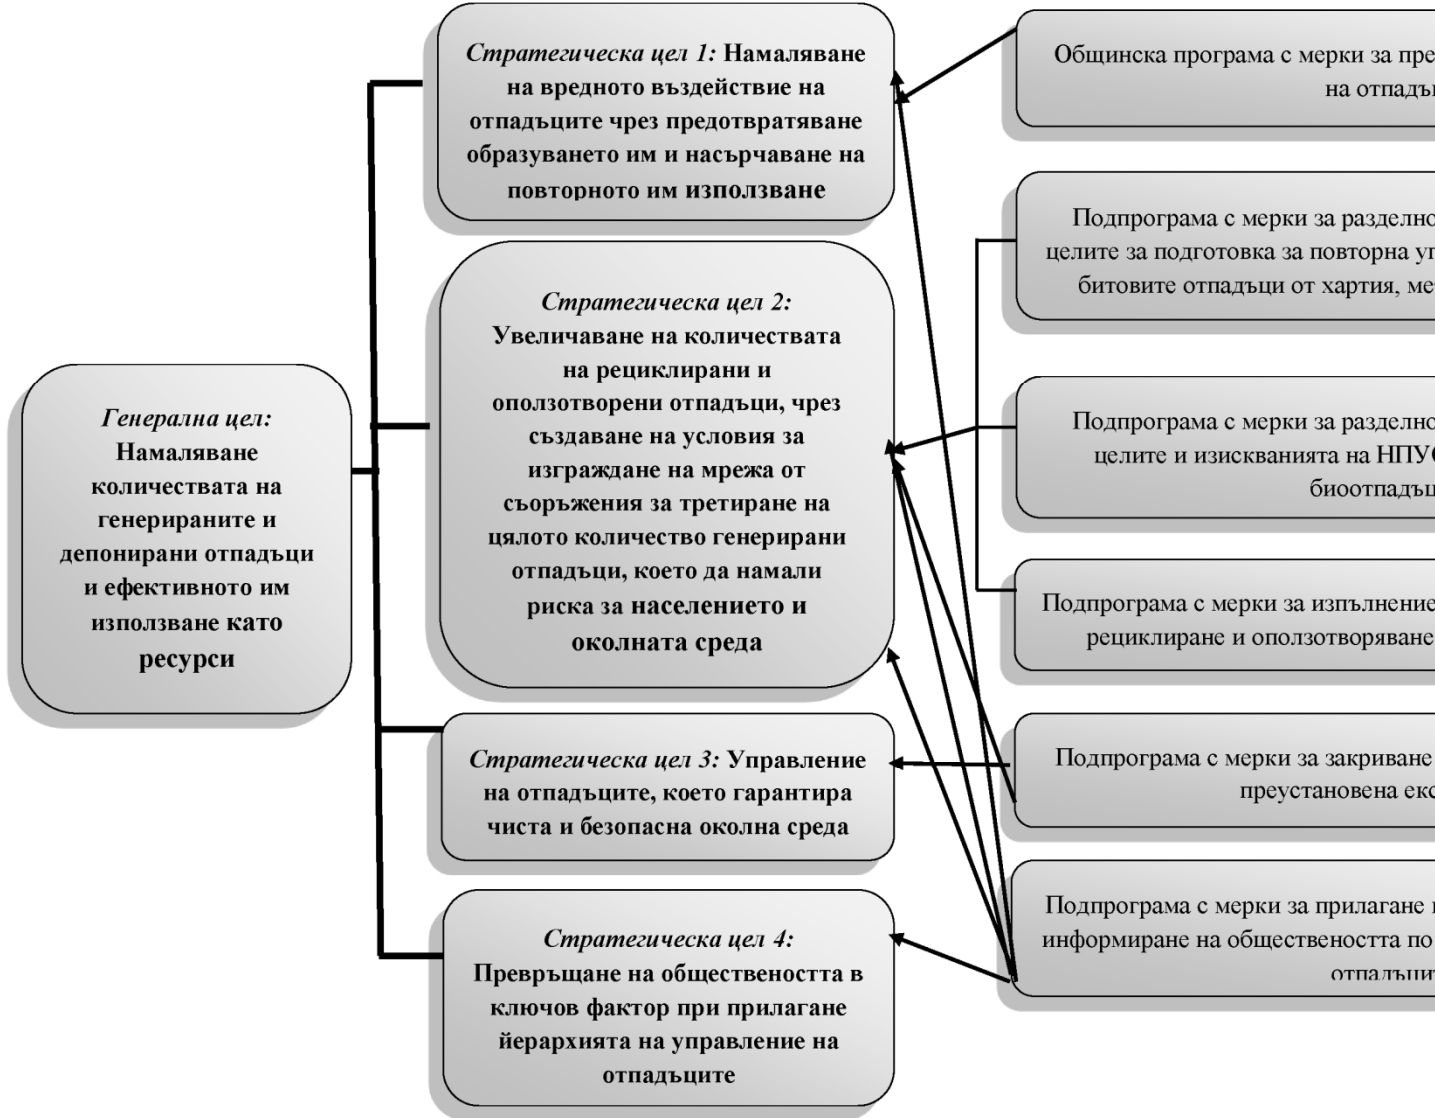 Генерална цел:
Намаляване
количествата на
генерираните и
депонирани отпадъци
и ефективното им
използване като
ресурси
Стратегическа цел 1: Намаляване
на вредното въздействие на
отпадъците чрез предотвратяване
образуването им и насърчаване на
повторното им използване
Стратегическа цел 2:
Увеличаване на количествата
на рециклирани и
оползотворени отпадъци, чрез
създаване на условия за
изграждане на мрежа от
съоръжения за третиране на
цялото количество генерирани
отпадъци, което да намали
риска за населението и
околната среда
Стратегическа цел 3: Управление
на отпадъците, което гарантира
чиста и безопасна околна среда
Стратегическа цел 4:
Превръщане на обществеността в
ключов фактор при прилагане
йерархията на управление на
отпадъците
Общинска програма с мерки за пре
на отпадъ
Подпрограма с мерки за разделно
целите за подготовка за повторна уп
битовите отпадъци от хартия, ме
Подпрограма с мерки за разделно
целите и изискванията на НПУО
биоотпадъц
Подпрограма с мерки за изпълнение
рециклиране и оползотворяване
Подпрограма с мерки за закриване
преустановена екс
Подпрограма с мерки за прилагане
информиране на обществеността по
отпадъцит